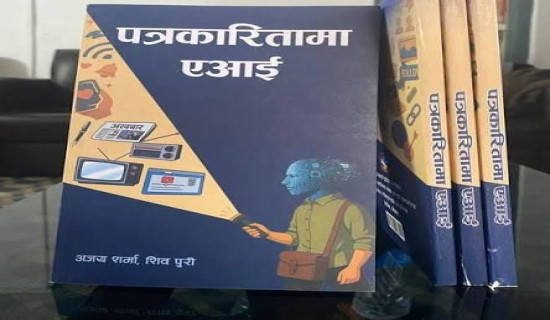 पत्रकारितामा
एआई
अखबार
अजय शर्मा, शिव पुरी
पत्रकारितामा एआई
पत्रकारितामा एआई
पत्रकारितामा एआई